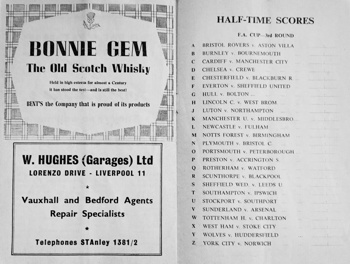 BONNIE GEM
The Old Scotch Whisky
Held in high esteem for almost a Century
it has stood the test—and is still the best!
BENT'S the Company that is proud of its products
W. HUGHES (Garages) Ltd
LORENZO DRIVE - LIVERPOOL 11
Vauxhall and Bedford Agents
Repair Specialists
Telephones STAnley 1381/2
HALF-TIME SCORES
F.A. CUP—3rd ROUND
A BRISTOL ROVERS v. ASTON VILLA
B BURNLEY v. BOURNEMOUTH
C CARDIFF v. MANCHESTER CITY
D CHELSEA v. CREWE
E CHESTERFIELD v. BLACKBURN R
F EVERTON v. SHEFFIELD UNITED
G HULL v. BOLTON
H LINCOLN C. v. WEST BROM
J LUTON v. NORTHAMPTON
K MANCHESTER U. v. MIDDLESBRO
L NEWCASTLE v. FULHAM
M NOTTS FOREST v. BIRMINGHAM
N PLYMOUTH v. BRISTOL C.
O PORTSMOUTH v. PETERBOROUGH
P PRESTON v. ACCRINGTON S
Q ROTHERHAM v. WATFORD
R SCUNTHORPE v. BLACKPOOL
S SHEFFIELD WED. v. LEEDS U
T SOUTHAMPTON v. IPSWICH
U STOCKPORT v. SOUTHPORT
V SUNDERLAND v. ARSENAL
W TOTTENHAM H. v. CHARLTON
X WEST HAM v. STOKE CITY
Y WOLVES v. HUDDERSFIELD
Z YORK CITY v. NORWICH